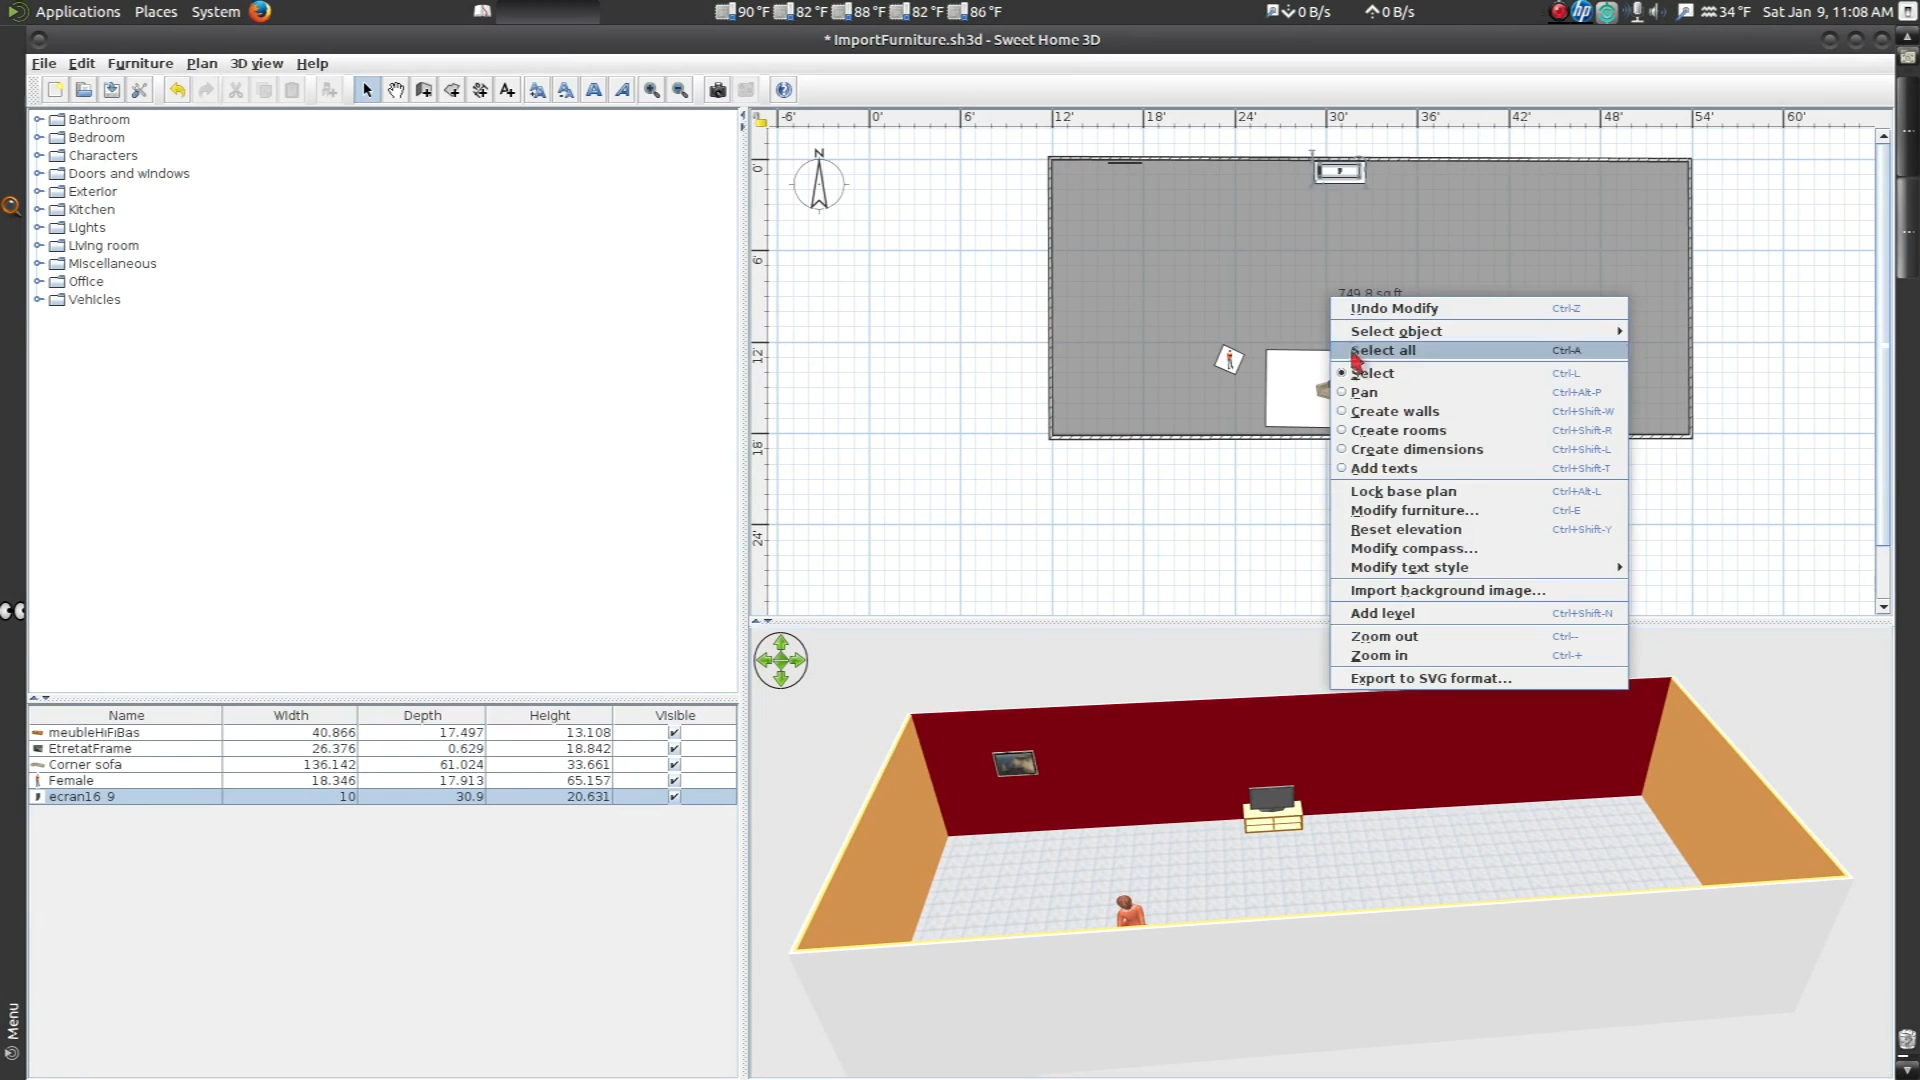 Applications Places System 90 °F 82 °F 88 °F 82 °F 86 °F 0 B/s 0 B/s hp 34 °F Sat Jan 9, 11:08 AM
* ImportFurniture.sh3d - Sweet Home 3D
File Edit Furniture Plan 3D view Help
Bathroom
Bedroom
Characters
Doors and windows
Exterior
Kitchen
Lights
Living room
Miscellaneous
Office
Vehicles
-6' 0' 6' 12' 18' 24' 30' 36' 42' 48' 54' 60'
0'
6'
12'
18'
24'
N
749.8 sq ft
Undo Modify Ctrl-Z
Select object
Select all Ctrl-A
Select Ctrl-L
Pan Ctrl+Alt-P
Create walls Ctrl+Shift-W
Create rooms Ctrl+Shift-R
Create dimensions Ctrl+Shift-L
Add texts Ctrl+Shift-T
Lock base plan Ctrl+Alt-L
Modify furniture... Ctrl-E
Reset elevation Ctrl+Shift-Y
Modify compass...
Modify text style
Import background image...
Add level Ctrl+Shift-N
Zoom out Ctrl--
Zoom in Ctrl-+
Export to SVG format...
Name Width Depth Height Visible
meubleHiFiBas 40.866 17.497 13.108
EtretatFrame 26.376 0.629 18.842
Corner sofa 136.142 61.024 33.661
Female 18.346 17.913 65.157
ecran16_9 10 30.9 20.631
Menu